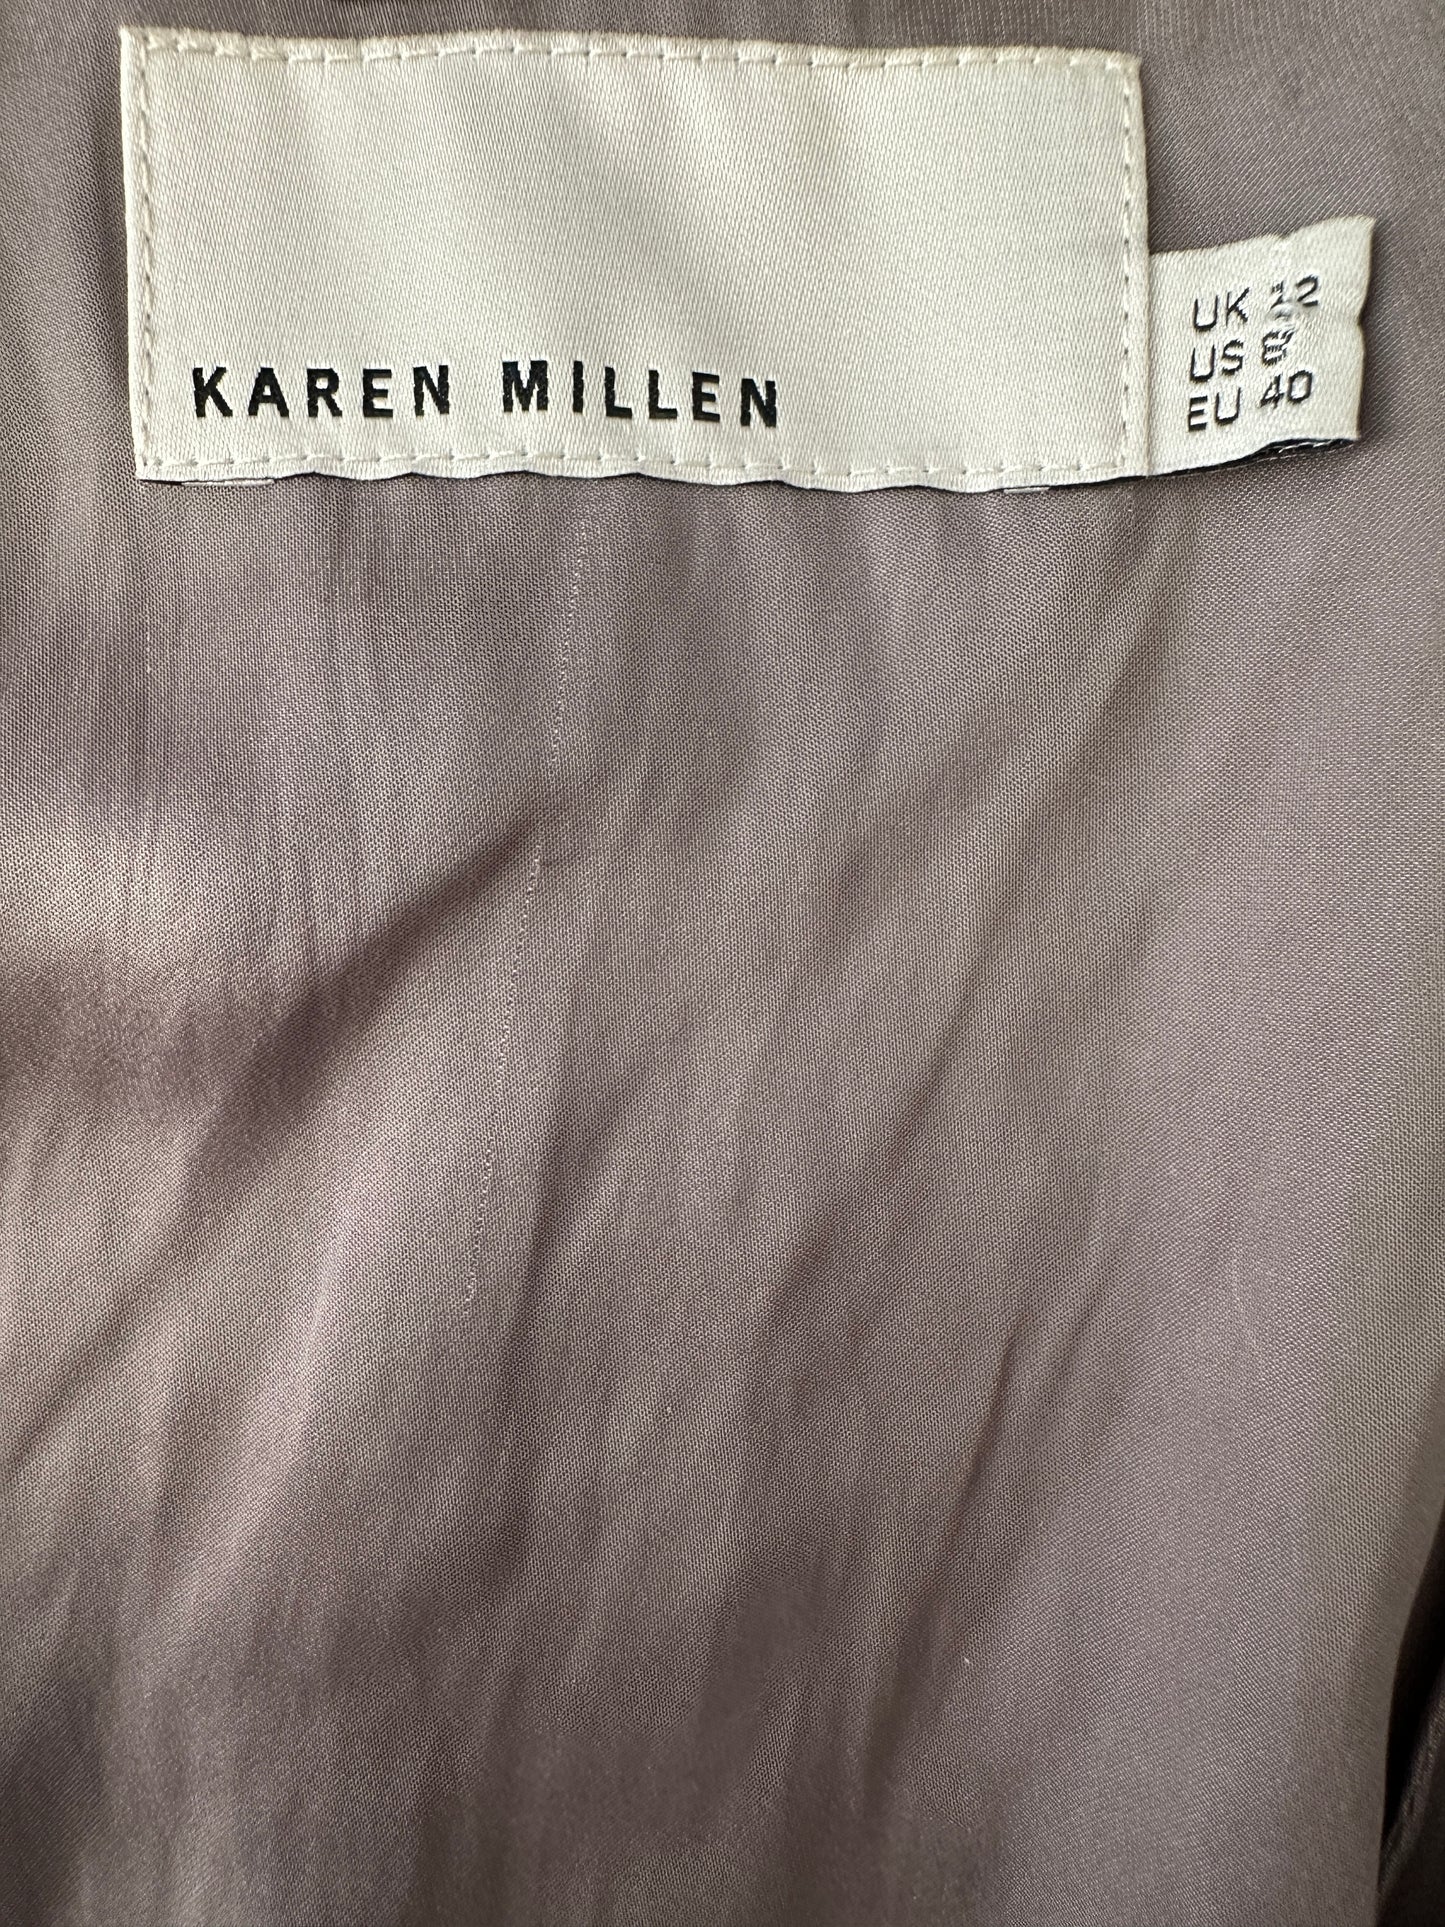 KAREN MILLEN
UK 12
US 8
EU 40